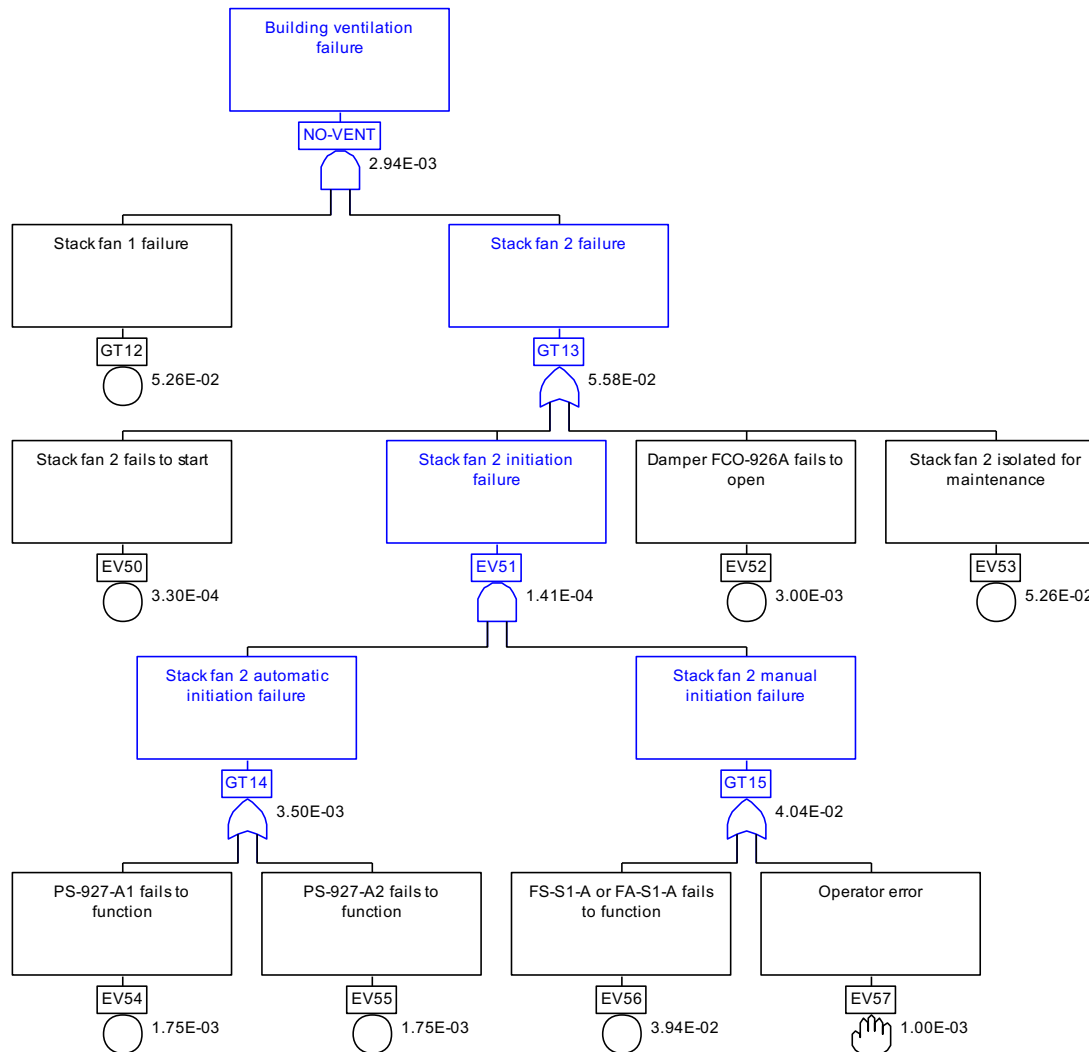 Building ventilation
failure
NO-VENT
2.94E-03
Stack fan 1 failure
Stack fan 2 failure
GT12
GT13
5.26E-02
5.58E-02
Stack fan 2 fails to start
Stack fan 2 initiation
failure
Damper FCO-926A fails to
open
Stack fan 2 isolated for
maintenance
EV50
EV51
EV52
EV53
3.30E-04
1.41E-04
3.00E-03
5.26E-02
Stack fan 2 automatic
initiation failure
Stack fan 2 manual
initiation failure
GT14
GT15
3.50E-03
4.04E-02
PS-927-A1 fails to
function
PS-927-A2 fails to
function
FS-S1-A or FA-S1-A fails
to function
Operator error
EV54
EV55
EV56
EV57
1.75E-03
1.75E-03
3.94E-02
1.00E-03